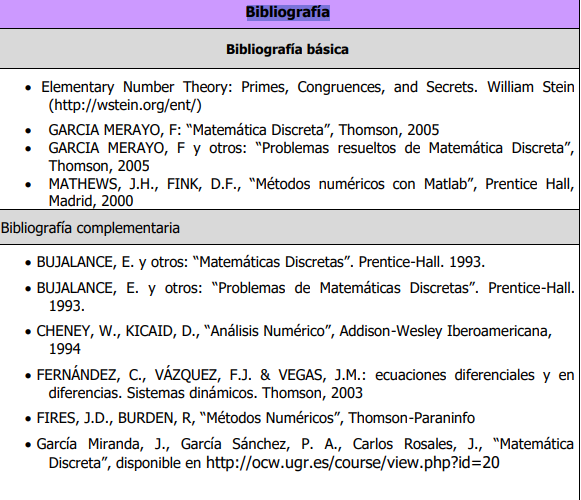 Bibliografía
Bibliografía básica
• Elementary Number Theory: Primes, Congruences, and Secrets. William Stein
(http://wstein.org/ent/)
• GARCIA MERAYO, F: “Matemática Discreta”, Thomson, 2005
• GARCIA MERAYO, F y otros: “Problemas resueltos de Matemática Discreta”,
Thomson, 2005
• MATHEWS, J.H., FINK, D.F., “Métodos numéricos con Matlab”, Prentice Hall,
Madrid, 2000
Bibliografía complementaria
• BUJALANCE, E. y otros: “Matemáticas Discretas”. Prentice-Hall. 1993.
• BUJALANCE, E. y otros: “Problemas de Matemáticas Discretas”. Prentice-Hall.
1993.
• CHENEY, W., KICAID, D., “Análisis Numérico”, Addison-Wesley Iberoamericana,
1994
• FERNÁNDEZ, C., VÁZQUEZ, F.J. & VEGAS, J.M.: ecuaciones diferenciales y en
diferencias. Sistemas dinámicos. Thomson, 2003
• FIRES, J.D., BURDEN, R, “Métodos Numéricos”, Thomson-Paraninfo
• García Miranda, J., García Sánchez, P. A., Carlos Rosales, J., “Matemática
Discreta”, disponible en http://ocw.ugr.es/course/view.php?id=20